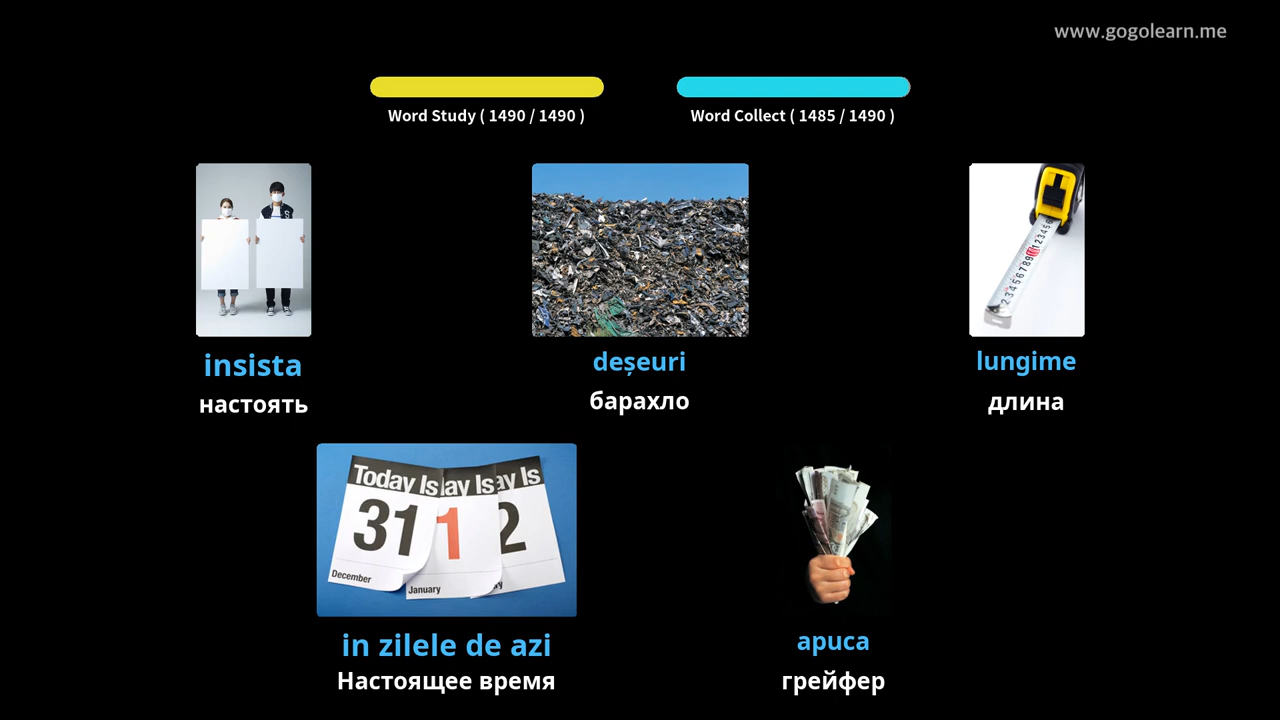 www.gogolearn.me
Word Study ( 1490 / 1490 )
Word Collect ( 1485 / 1490 )
insista
настоять
deșeuri
барахло
lungime
длина
Today Is ay Is ay Is
31 1 2
December
January
in zilele de azi
Настоящее время
apuca
грейфер